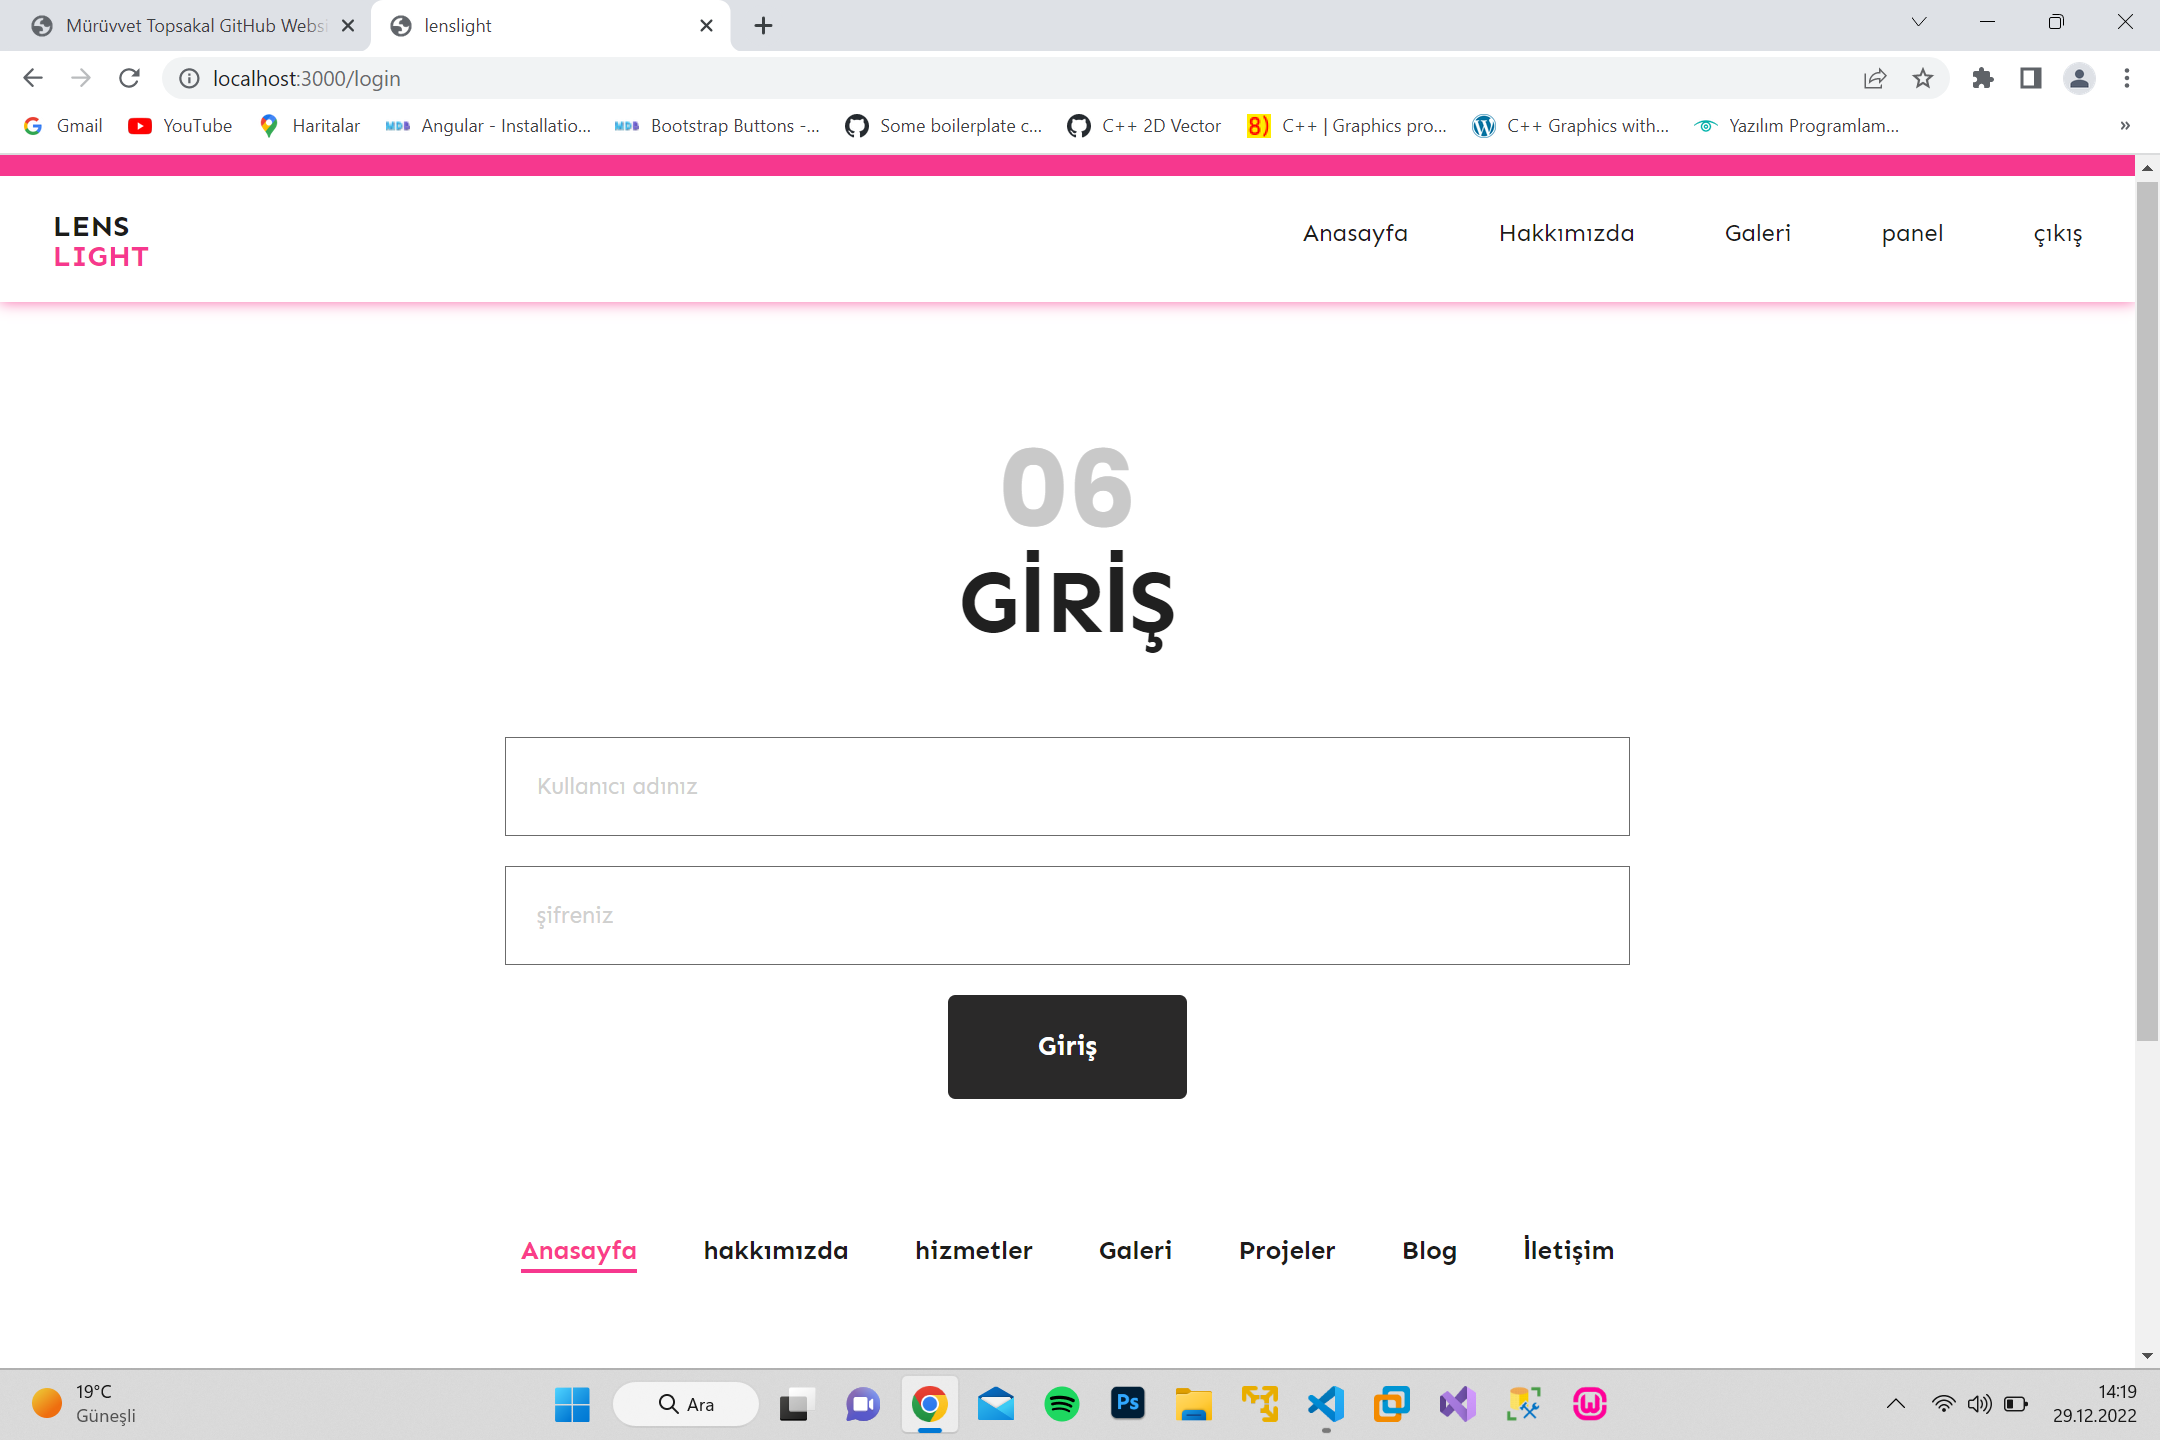 Mürüvvet Topsakal GitHub Websi
lenslight
localhost:3000/login
Gmail
YouTube
Haritalar
Angular - Installatio...
Bootstrap Buttons -...
Some boilerplate c...
C++ 2D Vector
C++ | Graphics pro...
C++ Graphics with...
Yazılım Programlam...
»
LENS
LIGHT
Anasayfa
Hakkımızda
Galeri
panel
çıkış
06
GİRİŞ
Kullanıcı adınız
şifreniz
Giriş
Anasayfa
hakkımızda
hizmetler
Galeri
Projeler
Blog
İletişim
19°C
Güneşli
Ara
Ps
14:19
29.12.2022